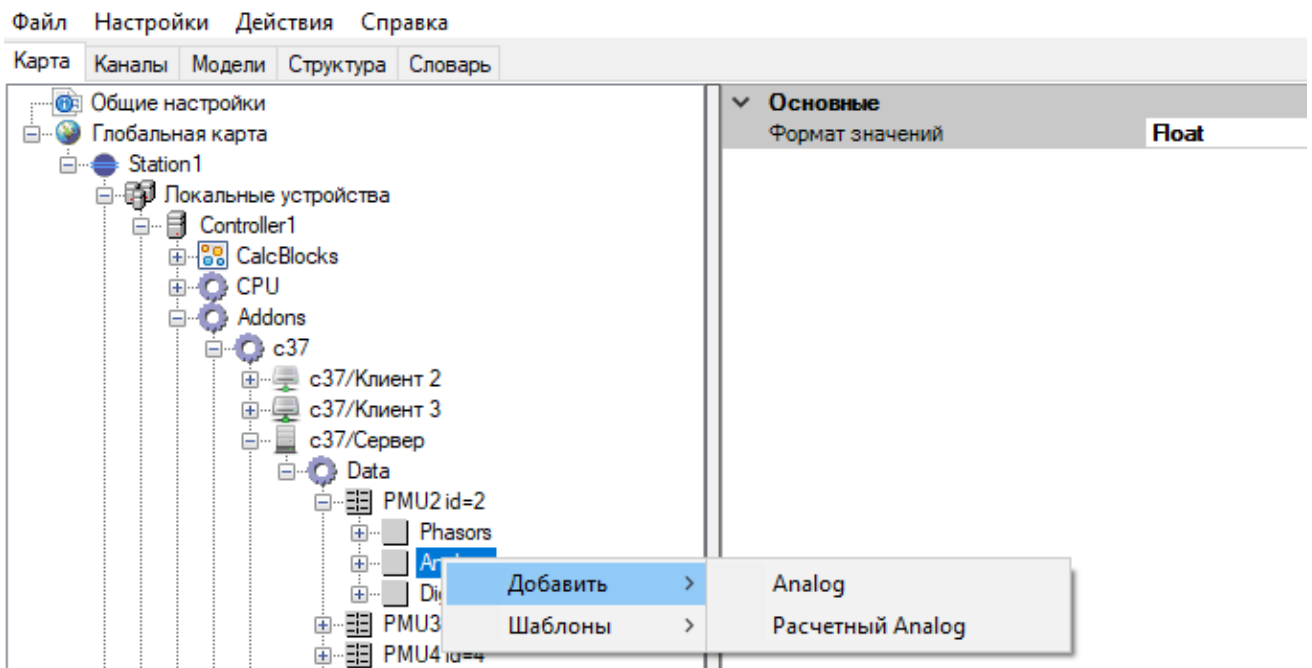 Файл Настройки Действия Справка
Карта Каналы Модели Структура Словарь
Общие настройки
Глобальная карта
Station1
Локальные устройства
Controller1
CalcBlocks
CPU
Addons
c37
c37/Клиент 2
c37/Клиент 3
c37/Сервер
Data
PMU2 id=2
Phasors
PMU3
PMU4 id=4
Основные
Формат значений Float
Добавить
Шаблоны
Analog
Расчетный Analog